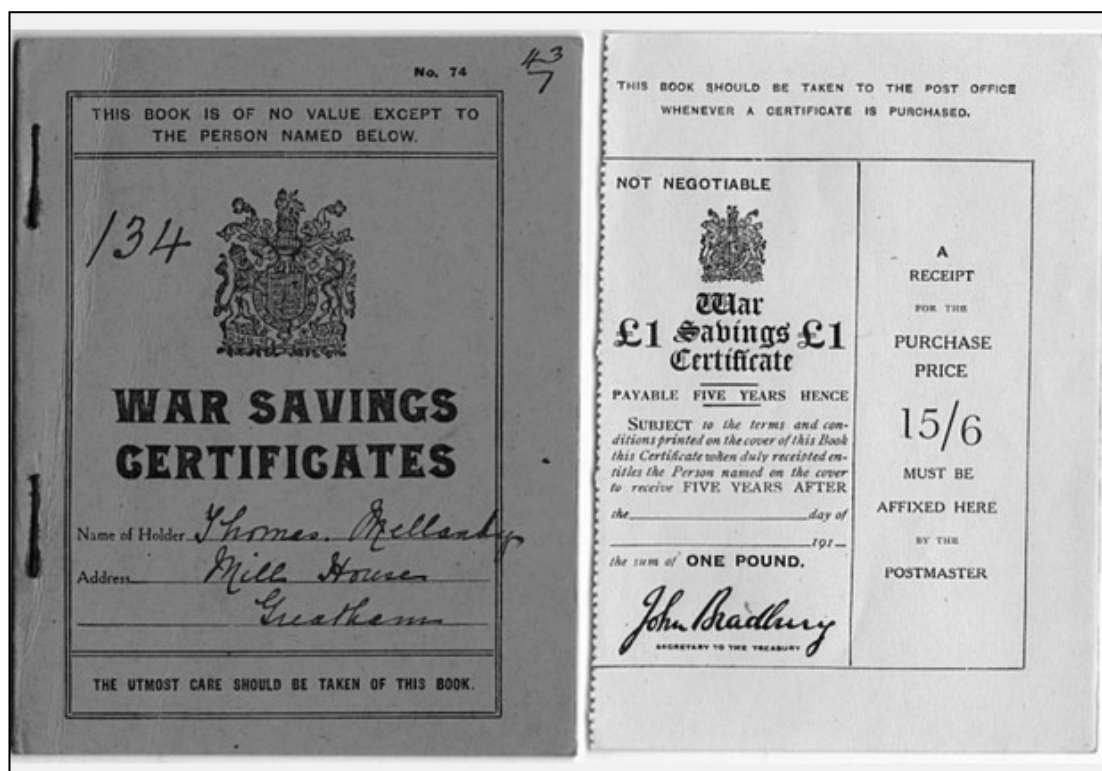 No. 74
43
7
THIS BOOK IS OF NO VALUE EXCEPT TO
THE PERSON NAMED BELOW.
134
WAR SAVINGS
CERTIFICATES
Name of Holder Thomas. Mellanby
Address Mill House
Greatham
THE UTMOST CARE SHOULD BE TAKEN OF THIS BOOK.
THIS BOOK SHOULD BE TAKEN TO THE POST OFFICE
WHENEVER A CERTIFICATE IS PURCHASED.
NOT NEGOTIABLE
War
£1 Savings £1
Certificate
PAYABLE FIVE YEARS HENCE
SUBJECT to the terms and con-
ditions printed on the cover of this Book
this Certificate when duly receipted en-
titles the Person named on the cover
to receive FIVE YEARS AFTER
the day of
191
the sum of ONE POUND.
John Bradbury
SECRETARY TO THE TREASURY
A
RECEIPT
FOR THE
PURCHASE
PRICE
15/6
MUST BE
AFFIXED HERE
BY THE
POSTMASTER